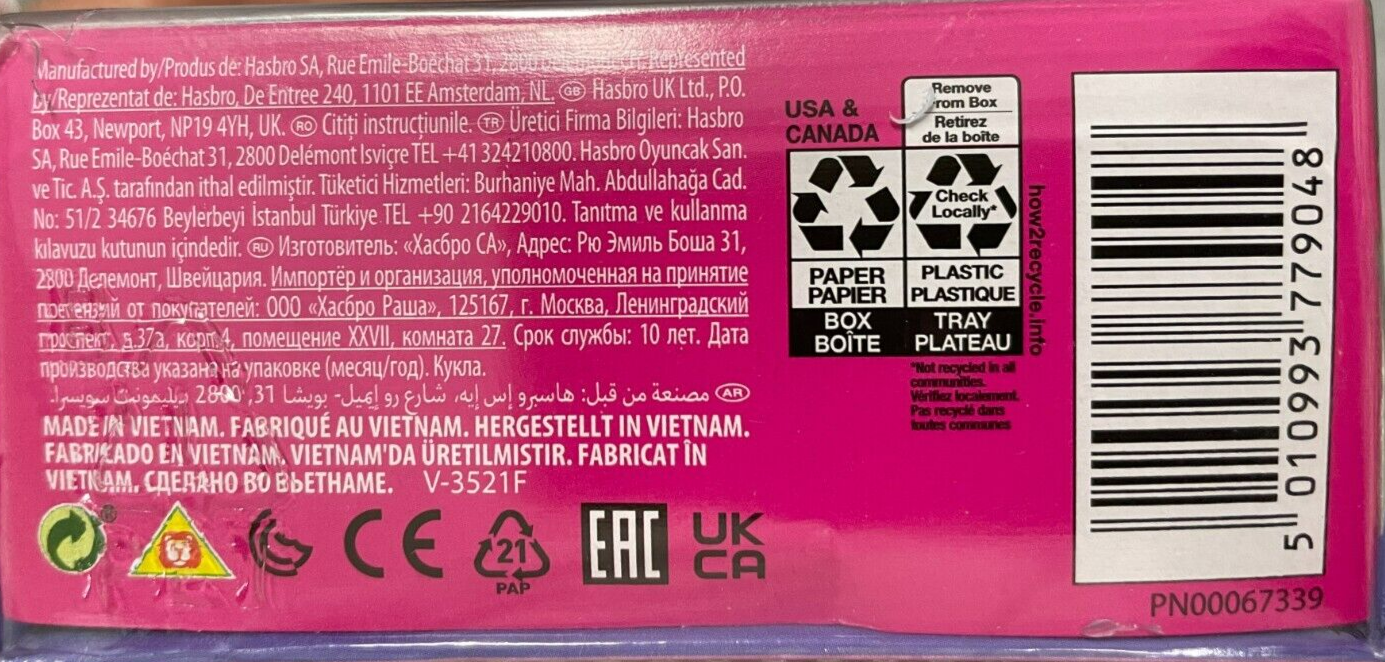 Manufactured by/Produs de: Hasbro SA, Rue Emile-Boéchat 31, 2800 Represented
by/Reprezentat de: Hasbro, De Entree 240, 1101 EE Amsterdam, NL. GB Hasbro UK Ltd., P.O.
Box 43, Newport, NP19 4YH, UK. RO Citiți instrucțiunile. TR Üretici Firma Bilgileri: Hasbro
SA, Rue Emile-Boéchat 31, 2800 Delémont İsviçre TEL +41 324210800. Hasbro Oyuncak San.
ve Tic. A.Ş. tarafından ithal edilmiştir. Tüketici Hizmetleri: Burhaniye Mah. Abdullahağa Cad.
No: 51/2 34676 Beylerbeyi İstanbul Türkiye TEL +90 2164229010. Tanıtma ve kullanma
kılavuzu kutunun içindedir. RU Изготовитель: «Хасбро СА», Адрес: Рю Эмиль Боша 31,
2800 Делемонт, Швейцария. Импортёр и организация, уполномоченная на принятие
претензий от покупателей: ООО «Хасбро Раша», 125167, г. Москва, Ленинградский
проспект, д.37а, корп.4, помещение XXVII, комната 27. Срок службы: 10 лет. Дата
производства указана на упаковке (месяц/год). Кукла.
AR مصنعة من قبل: هاسبرو إس إيه، شارع رو إيميل- بويشا 31, 2800 ديليمونت سويسرا.
MADE IN VIETNAM. FABRIQUÉ AU VIETNAM. HERGESTELLT IN VIETNAM.
FABRICADO EN VIETNAM. VIETNAM'DA ÜRETILMISTIR. FABRICAT ÎN
VIETNAM. СДЕЛАНО ВО ВЬЕТНАМЕ. V-3521F
®
CE
21
PAP
EAC
UK
CA
USA &
CANADA
PAPER
PAPIER
BOX
BOÎTE
Remove
from Box
Retirez
de la boîte
Check
Locally*
PLASTIC
PLASTIQUE
TRAY
PLATEAU
*Not recycled in all
communities.
Vérifiez localement.
Pas recyclé dans
toutes communes
how2recycle.info
5 010993 779048
PN00067339